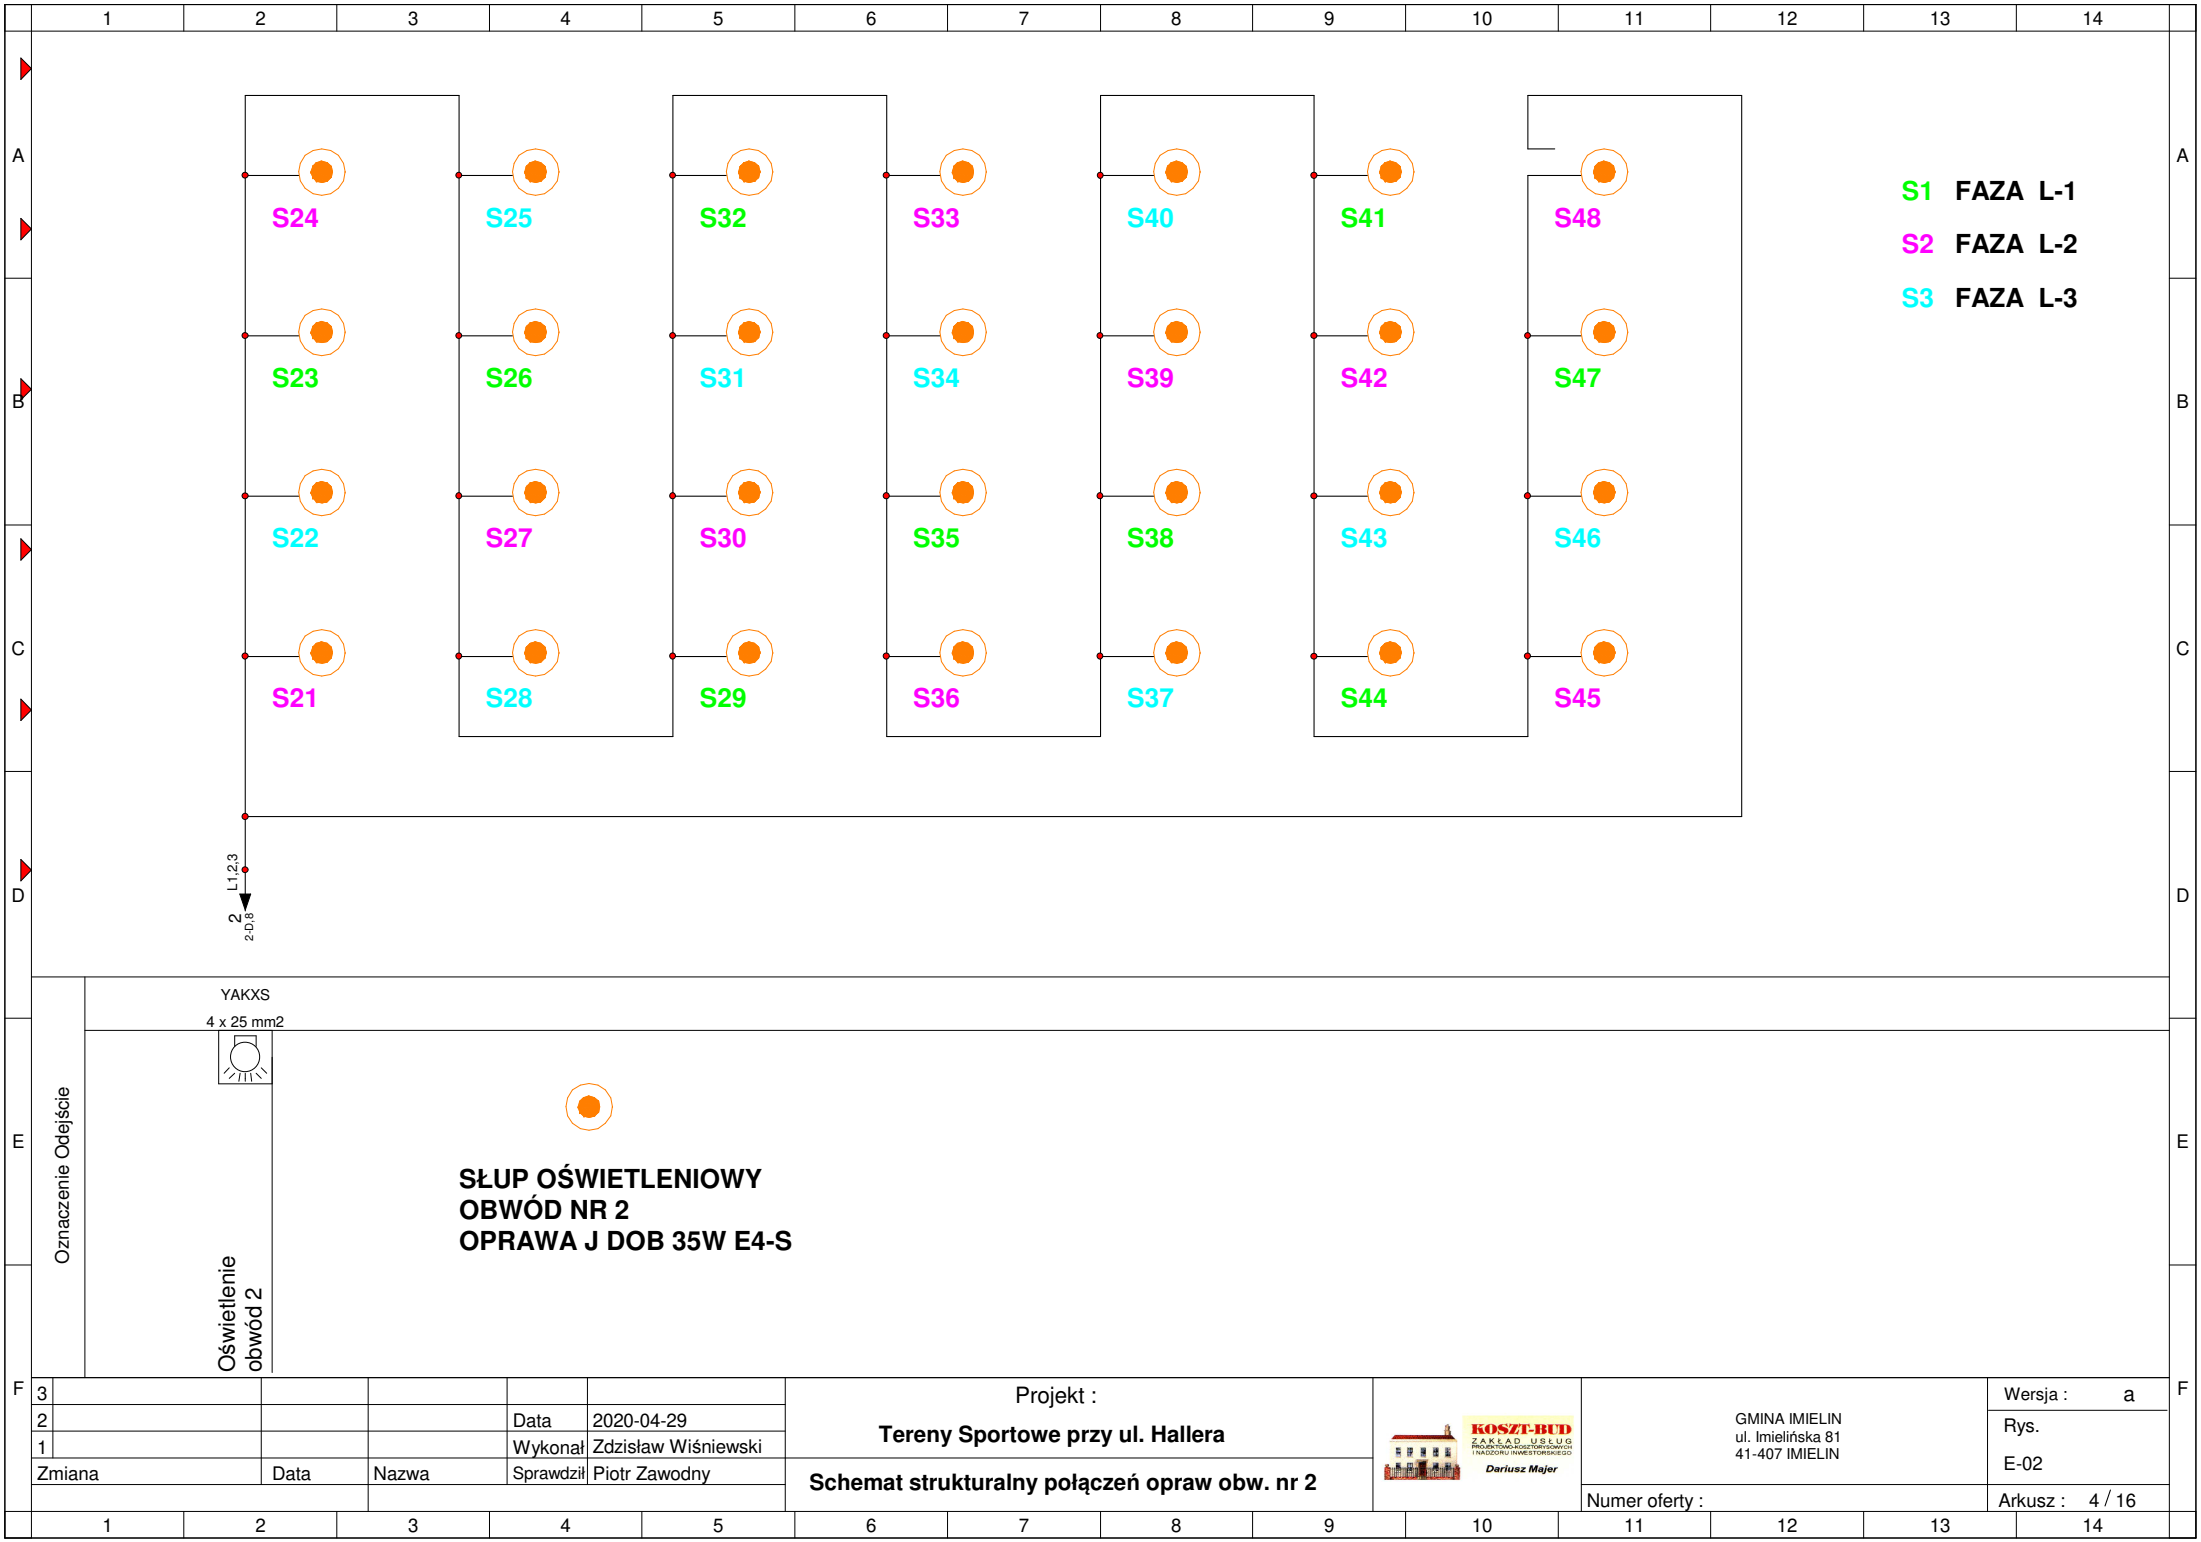 1 2 3 4 5 6 7 8 9 10 11 12 13 14
A A
S24 S25 S32 S33 S40 S41 S48
S1 FAZA L-1
S2 FAZA L-2
S3 FAZA L-3
S23 S26 S31 S34 S39 S42 S47
B B
S22 S27 S30 S35 S38 S43 S46
C C
S21 S28 S29 S36 S37 S44 S45
L1,2,3
D D
2
2-D,8
YAKXS
4 x 25 mm2
E E
Oznaczenie Odejście
Oświetlenie
obwód 2
SŁUP OŚWIETLENIOWY
OBWÓD NR 2
OPRAWA J DOB 35W E4-S
F F
3
2 Data 2020-04-29
1 Wykonał Zdzisław Wiśniewski
Zmiana Data Nazwa Sprawdził Piotr Zawodny
Projekt :
Tereny Sportowe przy ul. Hallera
Schemat strukturalny połączeń opraw obw. nr 2
KOSZT-BUD
ZAKŁAD USŁUG
PROJEKTOWO-KOSZTORYSOWYCH
I NADZORU INWESTORSKIEGO
Dariusz Majer
GMINA IMIELIN
ul. Imielińska 81
41-407 IMIELIN
Numer oferty :
Wersja : a
Rys.
E-02
Arkusz : 4 / 16
1 2 3 4 5 6 7 8 9 10 11 12 13 14